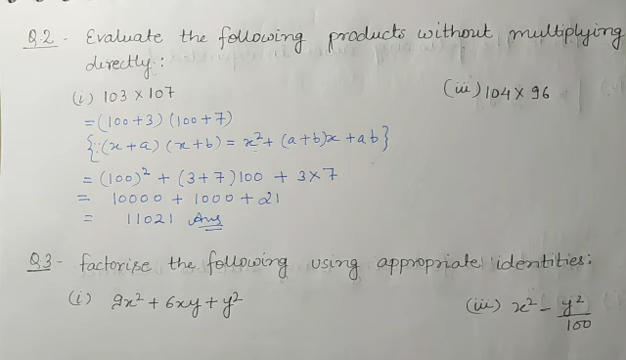 Q.2 - Evaluate the following products without multiplying
directly:
(i) 103 × 107 (iii) 104 × 96
= (100+3) (100+7)
{∵(x+a) (x+b) = x² + (a+b)x + ab}
= (100)² + (3+7)100 + 3×7
= 10000 + 1000 + 21
= 11021 Ans
Q.3 - factorise the following using appropriate identities:
(i) 9x² + 6xy + y² (iii) x² - y²/100